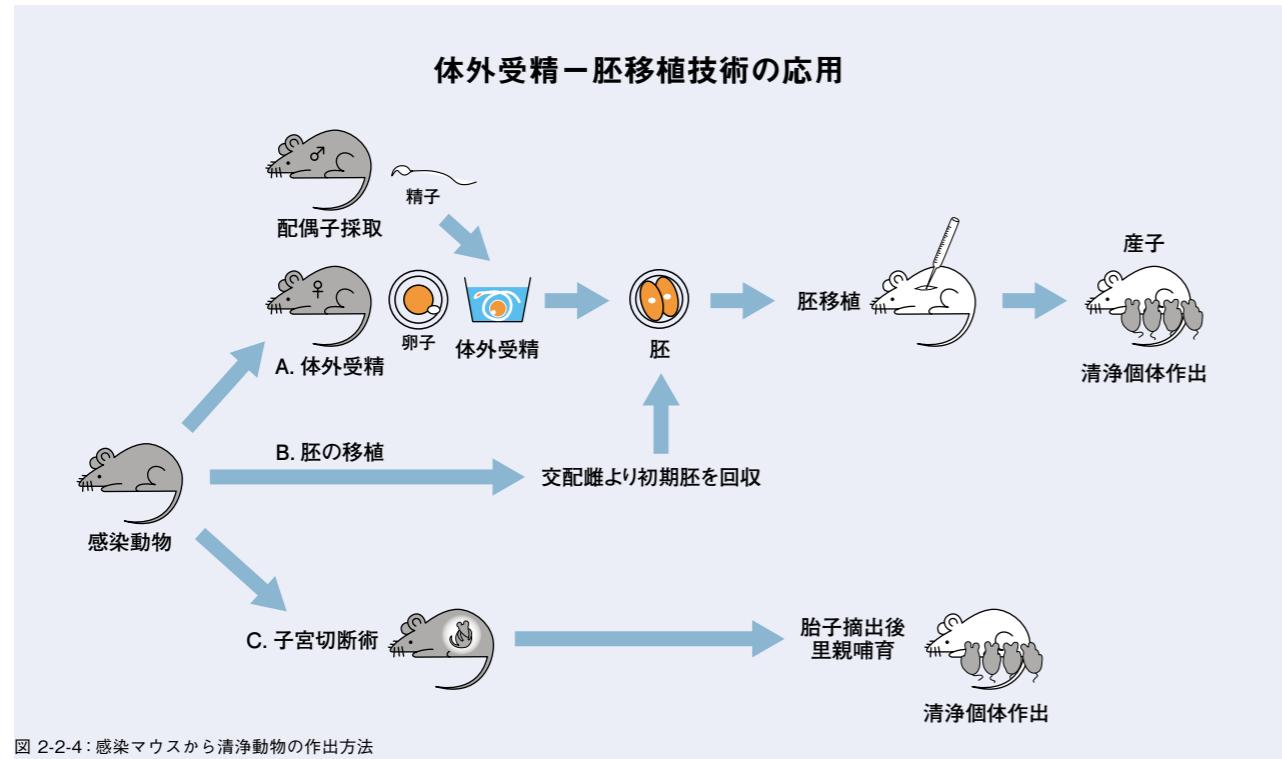 体外受精ー胚移植技術の応用
♂
精子
配偶子採取
♀
卵子
体外受精
A. 体外受精
胚
胚移植
産子
清浄個体作出
B. 胚の移植
交配雌より初期胚を回収
感染動物
C. 子宮切断術
胎子摘出後
里親哺育
清浄個体作出
図 2-2-4：感染マウスから清浄動物の作出方法